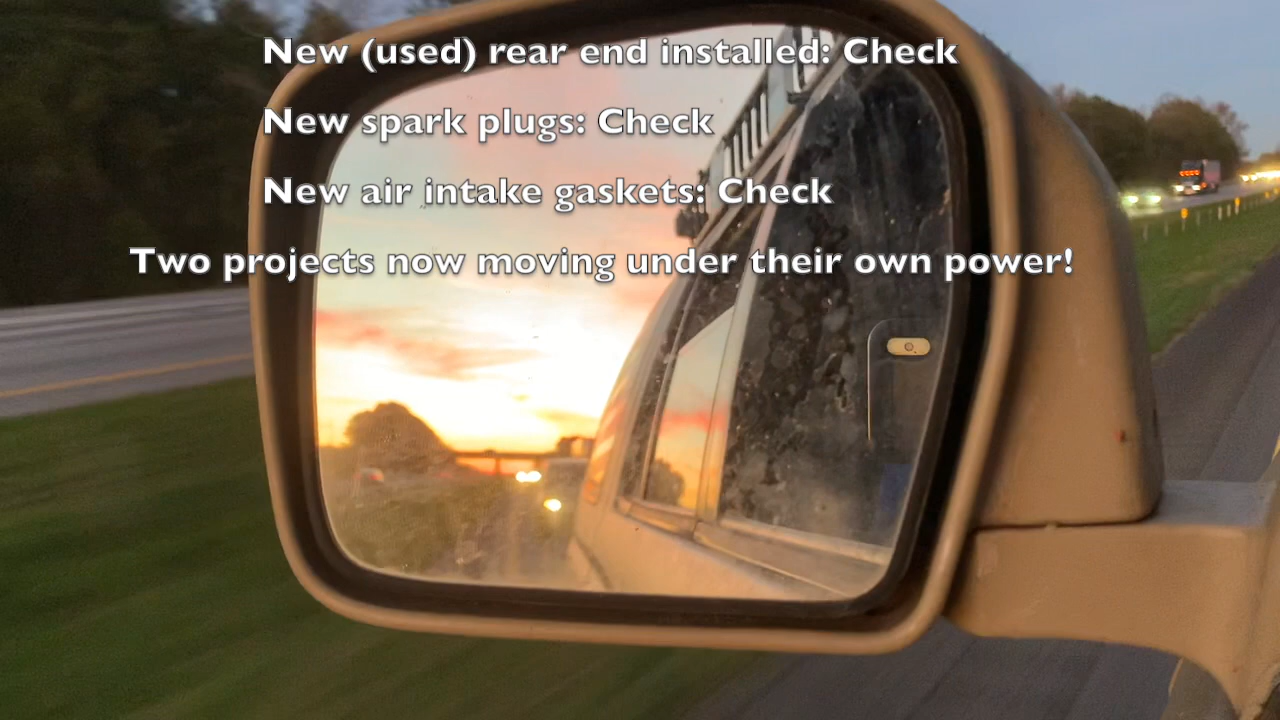 New (used) rear end installed: Check
New spark plugs: Check
New air intake gaskets: Check
Two projects now moving under their own power!